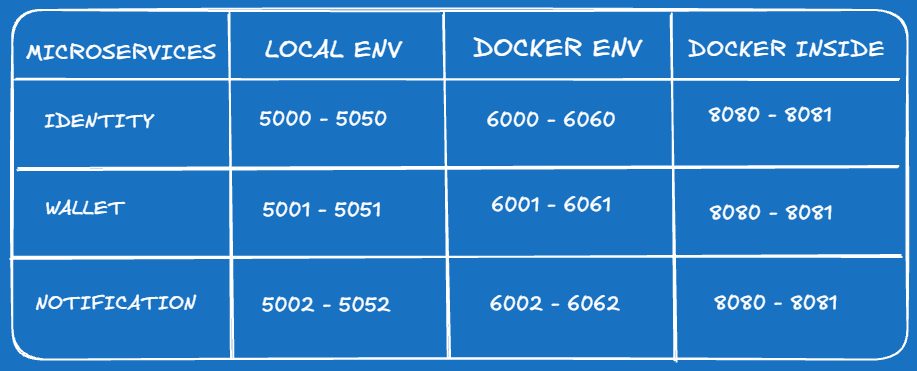 MICROSERVICES LOCAL ENV DOCKER ENV DOCKER INSIDE
IDENTITY 5000 - 5050 6000 - 6060 8080 - 8081
WALLET 5001 - 5051 6001 - 6061 8080 - 8081
NOTIFICATION 5002 - 5052 6002 - 6062 8080 - 8081